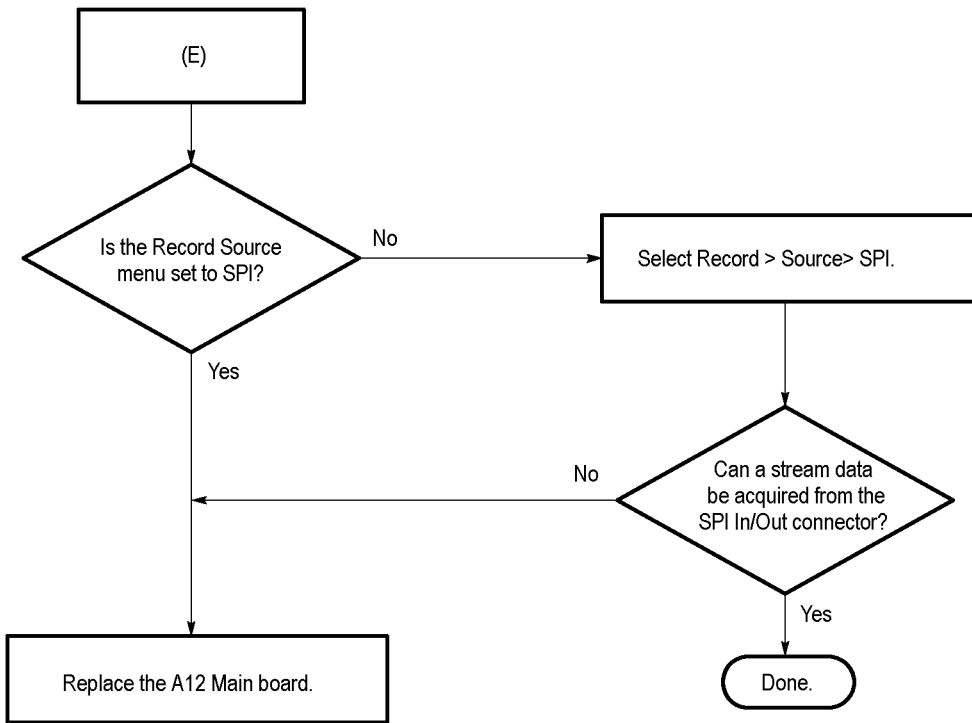 (E)
Is the Record Source
menu set to SPI?
No
Select Record > Source> SPI.
Yes
Can a stream data
be acquired from the
SPI In/Out connector?
No
Yes
Replace the A12 Main board.
Done.